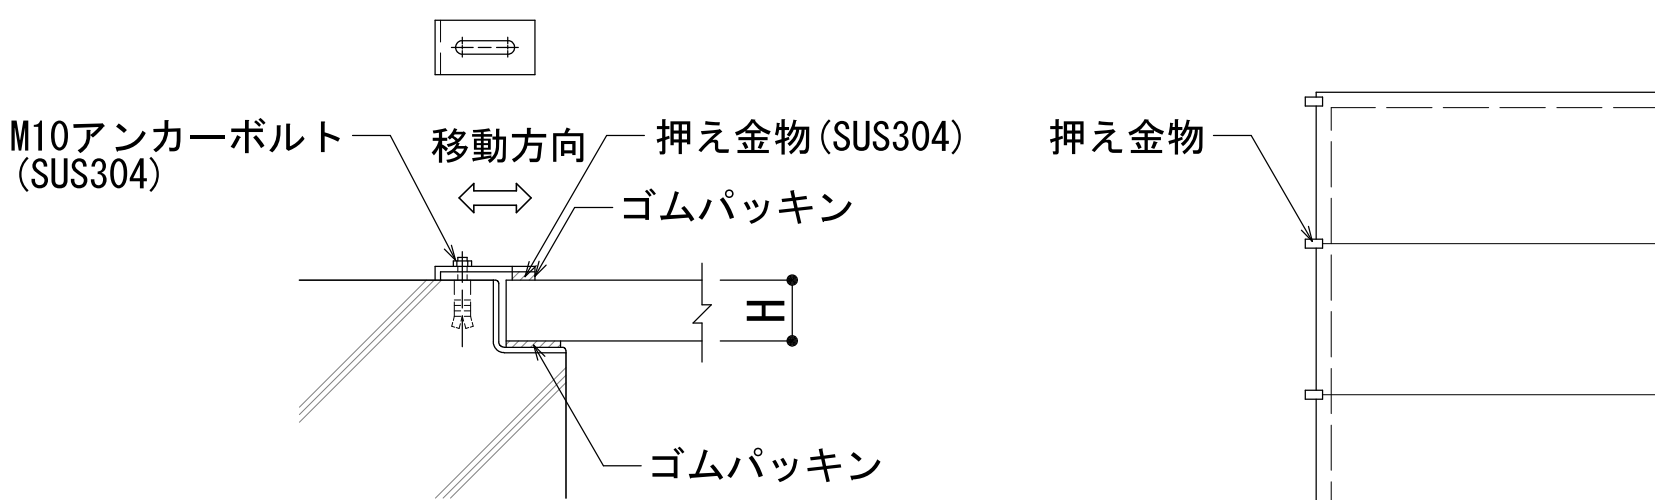 M10アンカーボルト
(SUS304)
移動方向
押え金物(SUS304)
ゴムパッキン
H
ゴムパッキン
押え金物